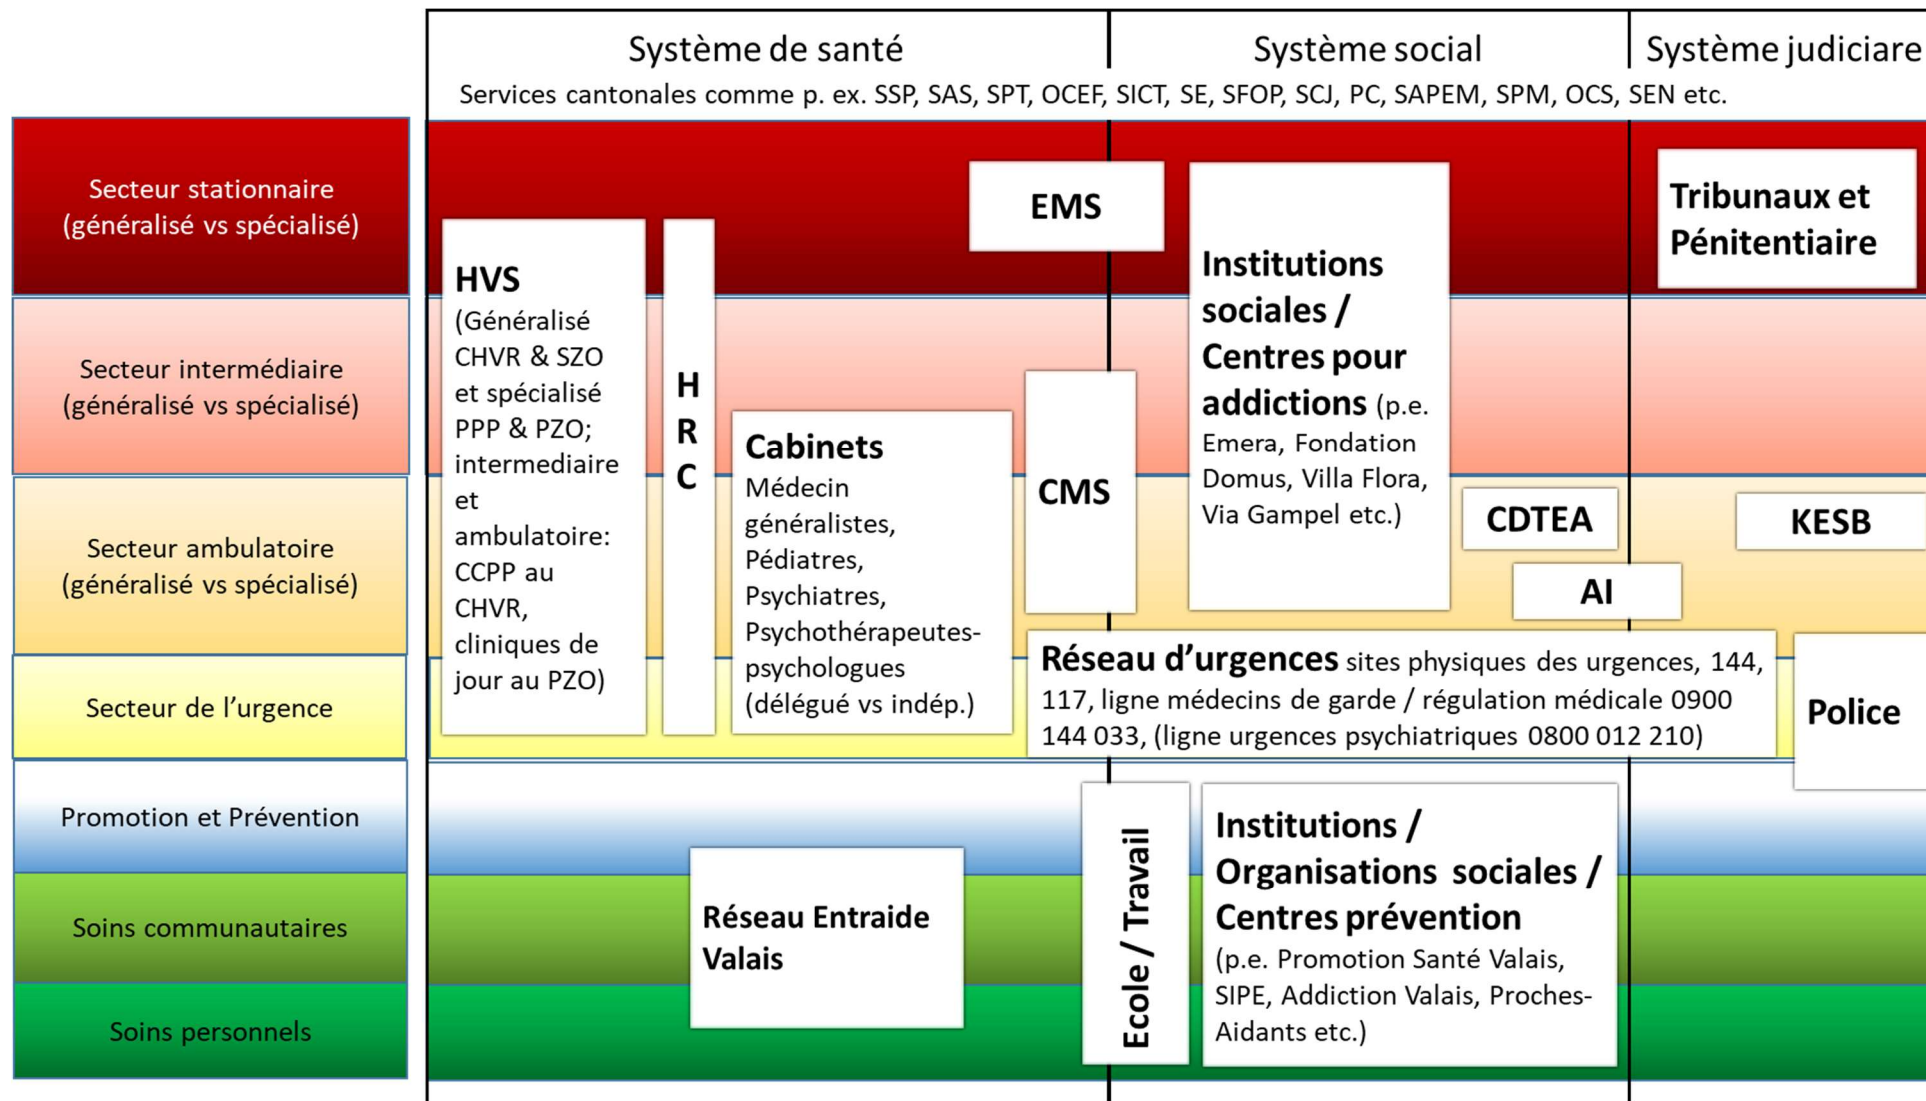 Système de santé
Système social
Système judiciare
Services cantonales comme p. ex. SSP, SAS, SPT, OCEF, SICT, SE, SFOP, SCJ, PC, SAPEM, SPM, OCS, SEN etc.
Secteur stationnaire
(généralisé vs spécialisé)
Secteur intermédiaire
(généralisé vs spécialisé)
Secteur ambulatoire
(généralisé vs spécialisé)
Secteur de l’urgence
Promotion et Prévention
Soins communautaires
Soins personnels
HVS
(Généralisé
CHVR & SZO
et spécialisé
PPP & PZO;
intermediaire
et
ambulatoire:
CCPP au
CHVR,
cliniques de
jour au PZO)
H
R
C
Cabinets
Médecin
généralistes,
Pédiatres,
Psychiatres,
Psychothérapeutes-
psychologues
(délégué vs indép.)
EMS
CMS
Institutions
sociales /
Centres pour
addictions (p.e.
Emera, Fondation
Domus, Villa Flora,
Via Gampel etc.)
CDTEA
AI
Tribunaux et
Pénitentiaire
KESB
Réseau d’urgences sites physiques des urgences, 144,
117, ligne médecins de garde / régulation médicale 0900
144 033, (ligne urgences psychiatriques 0800 012 210)
Police
Réseau Entraide
Valais
Ecole / Travail
Institutions /
Organisations sociales /
Centres prévention
(p.e. Promotion Santé Valais,
SIPE, Addiction Valais, Proches-
Aidants etc.)